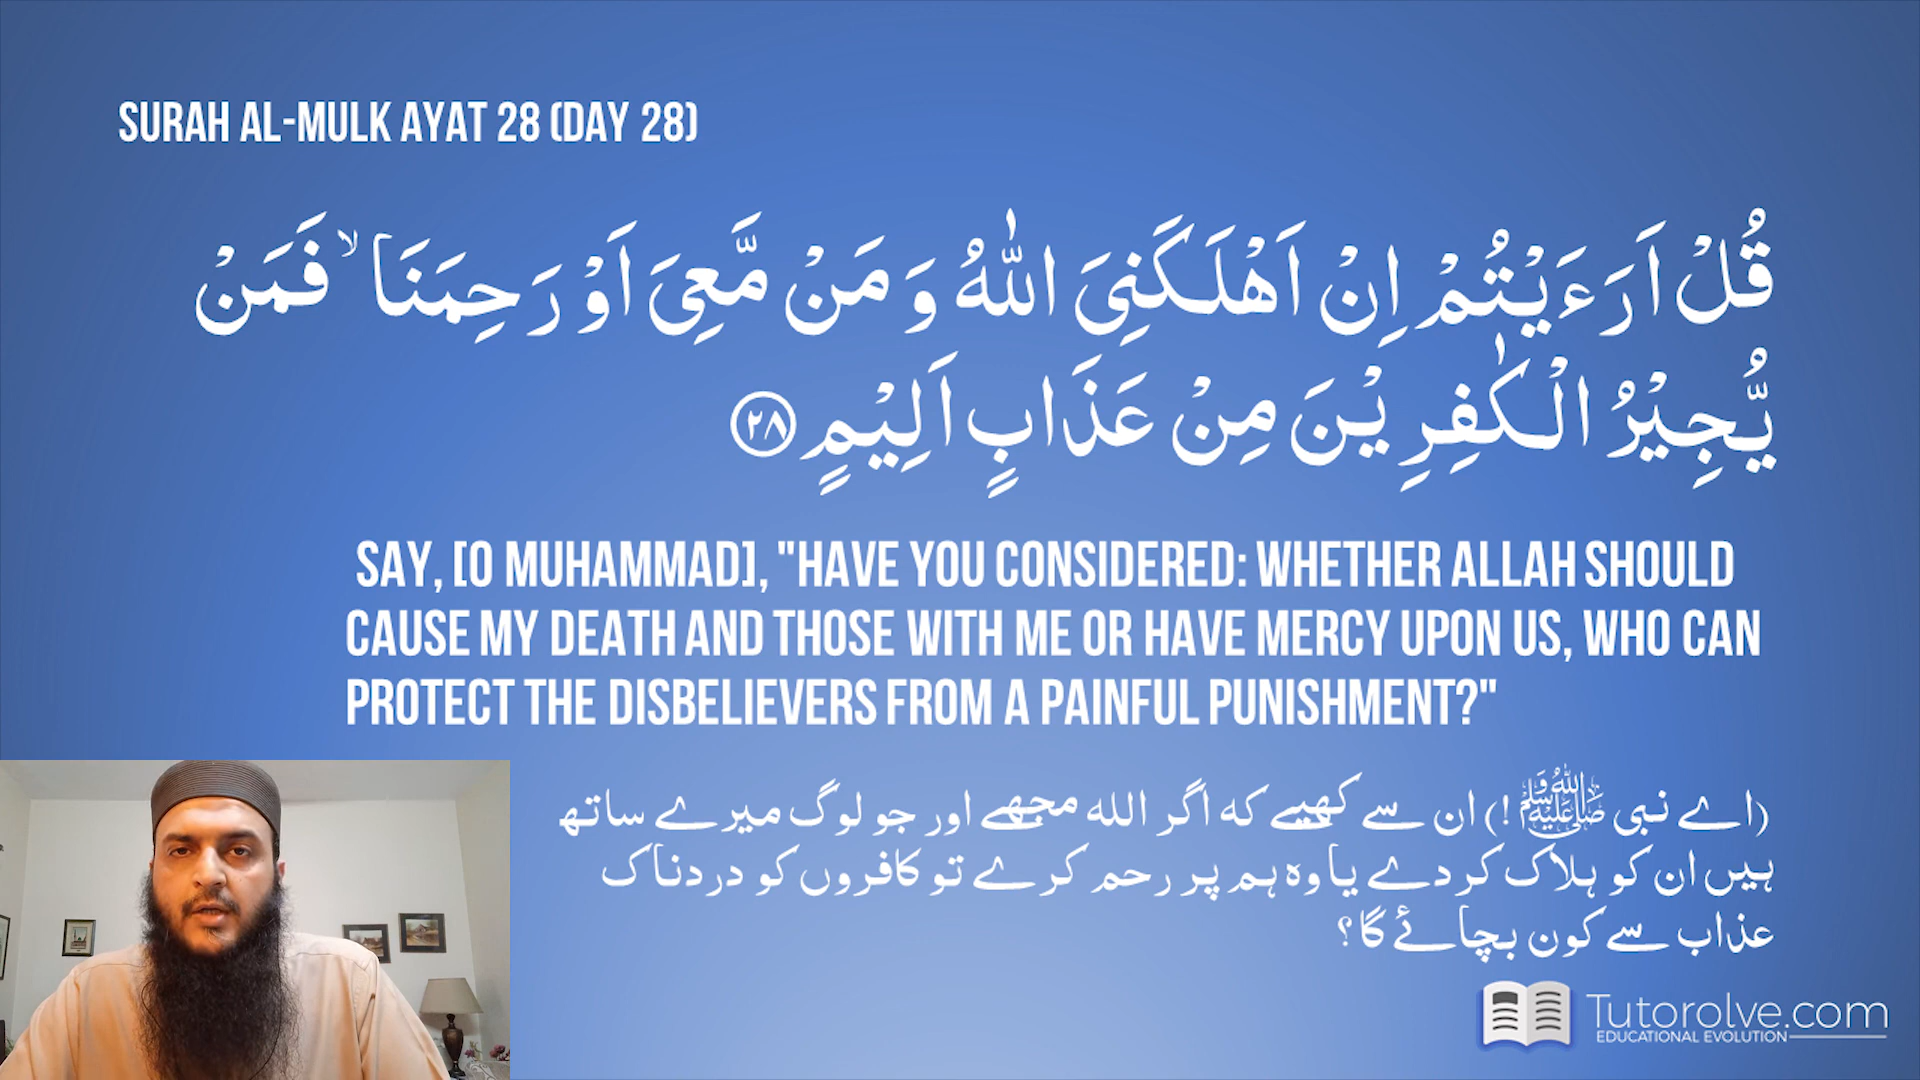 SURAH AL-MULK AYAT 28 (DAY 28)
قُلْ اَرَءَيْتُمْ اِنْ اَهْلَكَنِىَ اللّٰهُ وَ مَنْ مَّعِىَ اَوْ رَحِمَنَا ۙ فَمَنْ
يُّجِيْرُ الْكٰفِرِيْنَ مِنْ عَذَابٍ اَلِيْمٍ ۝٢٨
SAY, [O MUHAMMAD], "HAVE YOU CONSIDERED: WHETHER ALLAH SHOULD
CAUSE MY DEATH AND THOSE WITH ME OR HAVE MERCY UPON US, WHO CAN
PROTECT THE DISBELIEVERS FROM A PAINFUL PUNISHMENT?"
(اے نبی ﷺ !) ان سے کھیے کہ اگر اللہ مجھے اور جو لوگ میرے ساتھ
ہیں ان کو ہلاک کر دے یا وہ ہم پر رحم کرے تو کافروں کو دردناک
عذاب سے کون بچائے گا؟
Tutorolve.com
EDUCATIONAL EVOLUTION